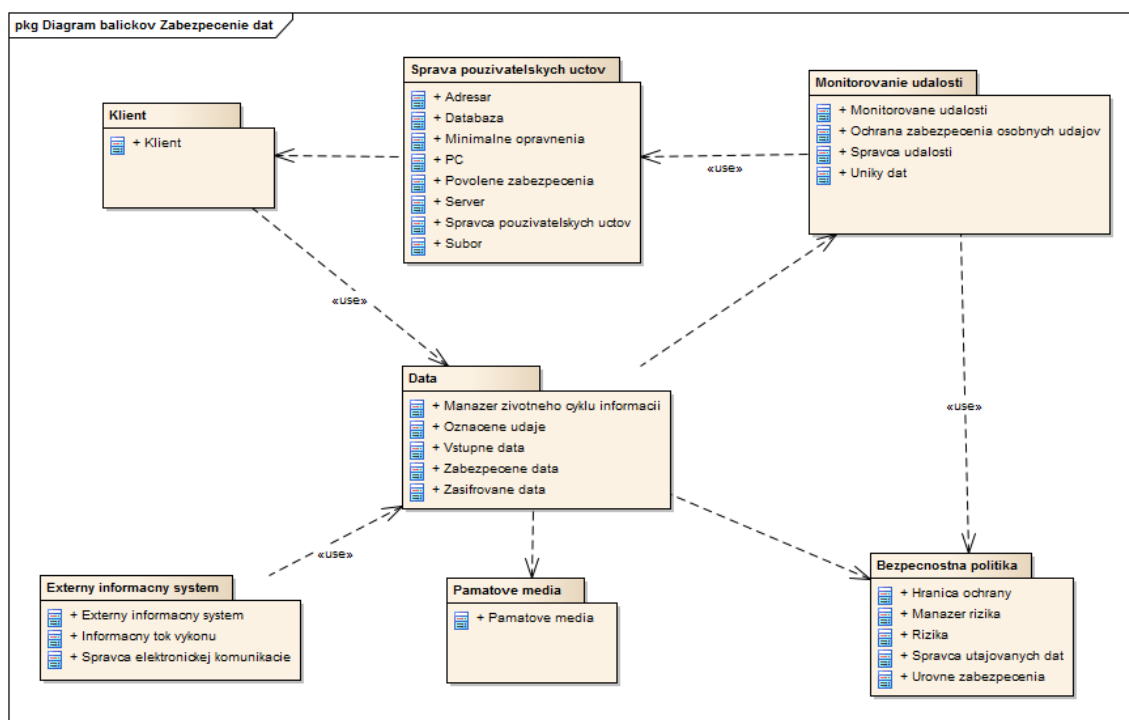 pkg Diagram balickov Zabezpecenie dat
Klient
+ Klient
Sprava pouzivatelskych uctov
+ Adresar
+ Databaza
+ Minimalne opravnenia
+ PC
+ Povolene zabezpecenia
+ Server
+ Spravca pouzivatelskych uctov
+ Subor
Monitorovanie udalosti
+ Monitorovane udalosti
+ Ochrana zabezpecenia osobnych udajov
+ Spravca udalosti
+ Uniky dat
«use»
«use»
«use»
Data
+ Manazer zivotneho cyklu informacii
+ Oznacene udaje
+ Vstupne data
+ Zabezpecene data
+ Zasifrovane data
«use»
Externy informacny system
+ Externy informacny system
+ Informacny tok vykonu
+ Spravca elektronickej komunikacie
Pamatove media
+ Pamatove media
Bezpecnostna politika
+ Hranica ochrany
+ Manazer rizika
+ Rizika
+ Spravca utajovanych dat
+ Urovne zabezpecenia